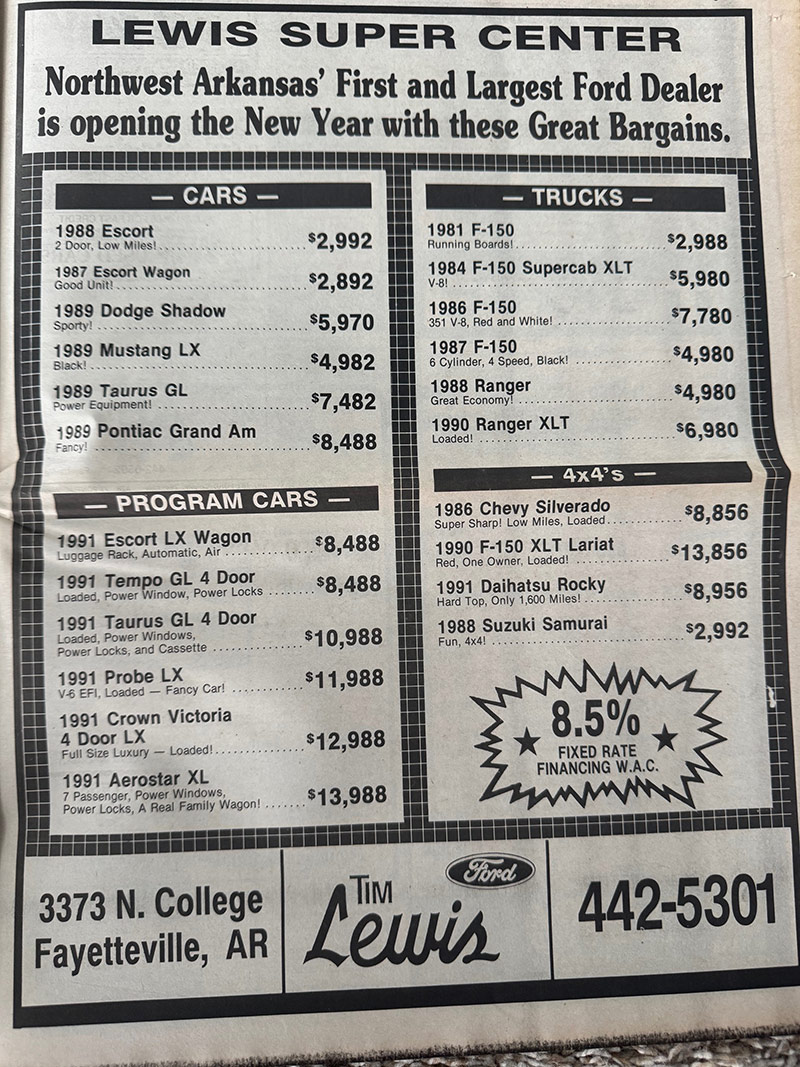 LEWIS SUPER CENTER
Northwest Arkansas' First and Largest Ford Dealer
is opening the New Year with these Great Bargains.
— CARS —
1988 Escort
2 Door, Low Miles!.......................... $2,992
1987 Escort Wagon
Good Unit!.................................... $2,892
1989 Dodge Shadow
Sporty!........................................ $5,970
1989 Mustang LX
Black!......................................... $4,982
1989 Taurus GL
Power Equipment! ............................ $7,482
1989 Pontiac Grand Am
Fancy!......................................... $8,488
— PROGRAM CARS —
1991 Escort LX Wagon
Luggage Rack, Automatic, Air ............... $8,488
1991 Tempo GL 4 Door
Loaded, Power Window, Power Locks ........ $8,488
1991 Taurus GL 4 Door
Loaded, Power Windows,
Power Locks, and Cassette .................. $10,988
1991 Probe LX
V-6 EFI, Loaded — Fancy Car! ............. $11,988
1991 Crown Victoria
4 Door LX
Full Size Luxury — Loaded!................. $12,988
1991 Aerostar XL
7 Passenger, Power Windows,
Power Locks, A Real Family Wagon! ....... $13,988
— TRUCKS —
1981 F-150
Running Boards!............................. $2,988
1984 F-150 Supercab XLT
V-8! .......................................... $5,980
1986 F-150
351 V-8, Red and White! .................... $7,780
1987 F-150
6 Cylinder, 4 Speed, Black! ................ $4,980
1988 Ranger
Great Economy! .............................. $4,980
1990 Ranger XLT
Loaded! ...................................... $6,980
— 4x4's —
1986 Chevy Silverado
Super Sharp! Low Miles, Loaded............ $8,856
1990 F-150 XLT Lariat
Red, One Owner, Loaded! .................. $13,856
1991 Daihatsu Rocky
Hard Top, Only 1,600 Miles! ............... $8,956
1988 Suzuki Samurai
Fun, 4x4! .................................... $2,992
8.5%
FIXED RATE
FINANCING W.A.C.
3373 N. College
Fayetteville, AR
TIM
Lewis
Ford
442-5301